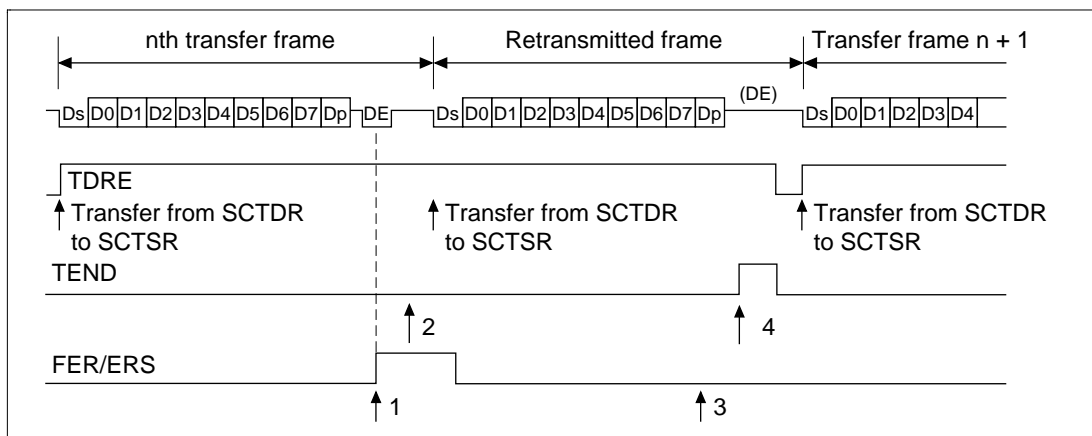 nth transfer frame Retransmitted frame Transfer frame n + 1
(DE)
Ds D0 D1 D2 D3 D4 D5 D6 D7 Dp DE Ds D0 D1 D2 D3 D4 D5 D6 D7 Dp Ds D0 D1 D2 D3 D4
TDRE
Transfer from SCTDR Transfer from SCTDR Transfer from SCTDR
to SCTSR to SCTSR to SCTSR
TEND
2 4
FER/ERS
1 3